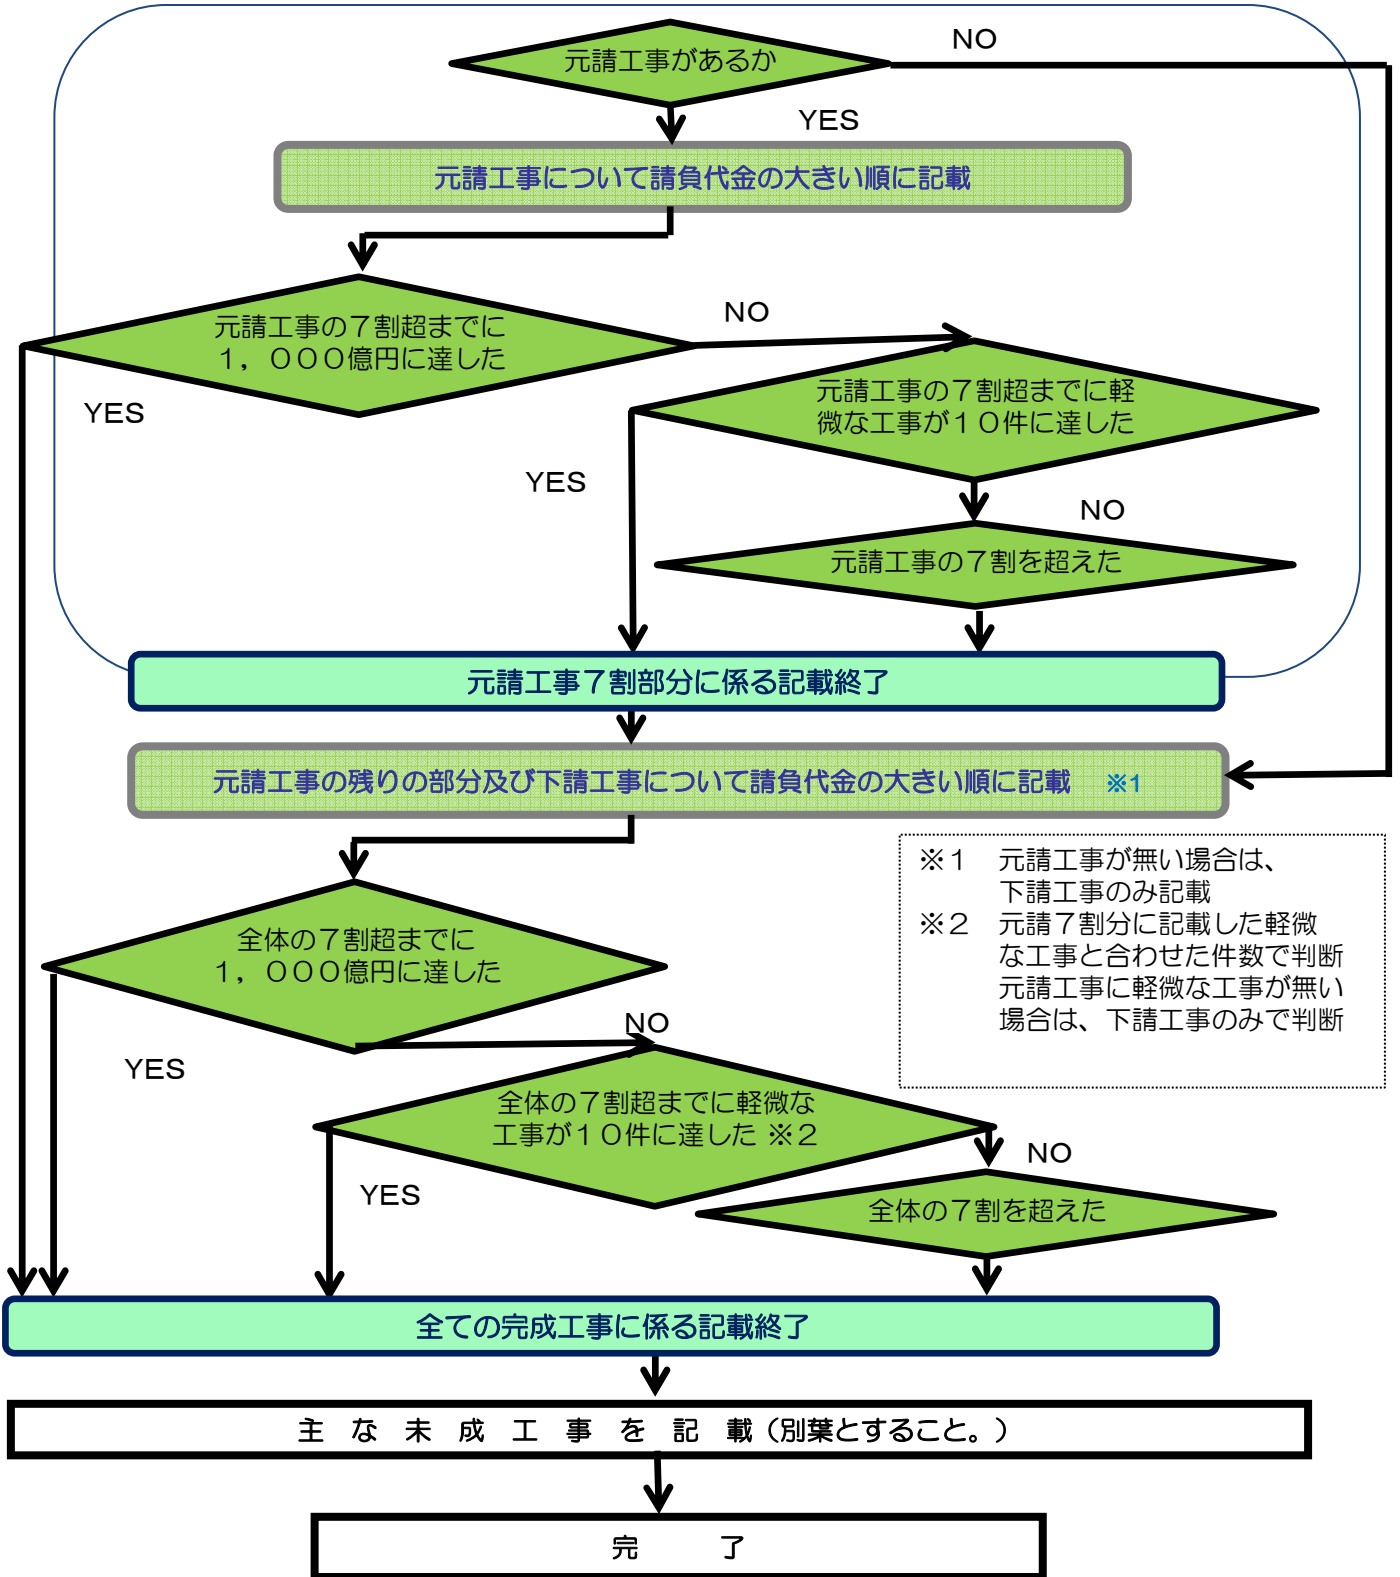 元請工事があるか
NO
YES
元請工事について請負代金の大きい順に記載
元請工事の７割超までに
１，０００億円に達した
NO
YES
元請工事の７割超までに軽
微な工事が１０件に達した
YES
NO
元請工事の７割を超えた
元請工事７割部分に係る記載終了
元請工事の残りの部分及び下請工事について請負代金の大きい順に記載　※1
※１　元請工事が無い場合は、
下請工事のみ記載
※２　元請７割分に記載した軽微
な工事と合わせた件数で判断
元請工事に軽微な工事が無い
場合は、下請工事のみで判断
全体の７割超までに
１，０００億円に達した
NO
YES
全体の７割超までに軽微な
工事が１０件に達した ※２
YES
NO
全体の７割を超えた
全ての完成工事に係る記載終了
主　な　未　成　工　事　を　記　載（別葉とすること。）
完　　　了